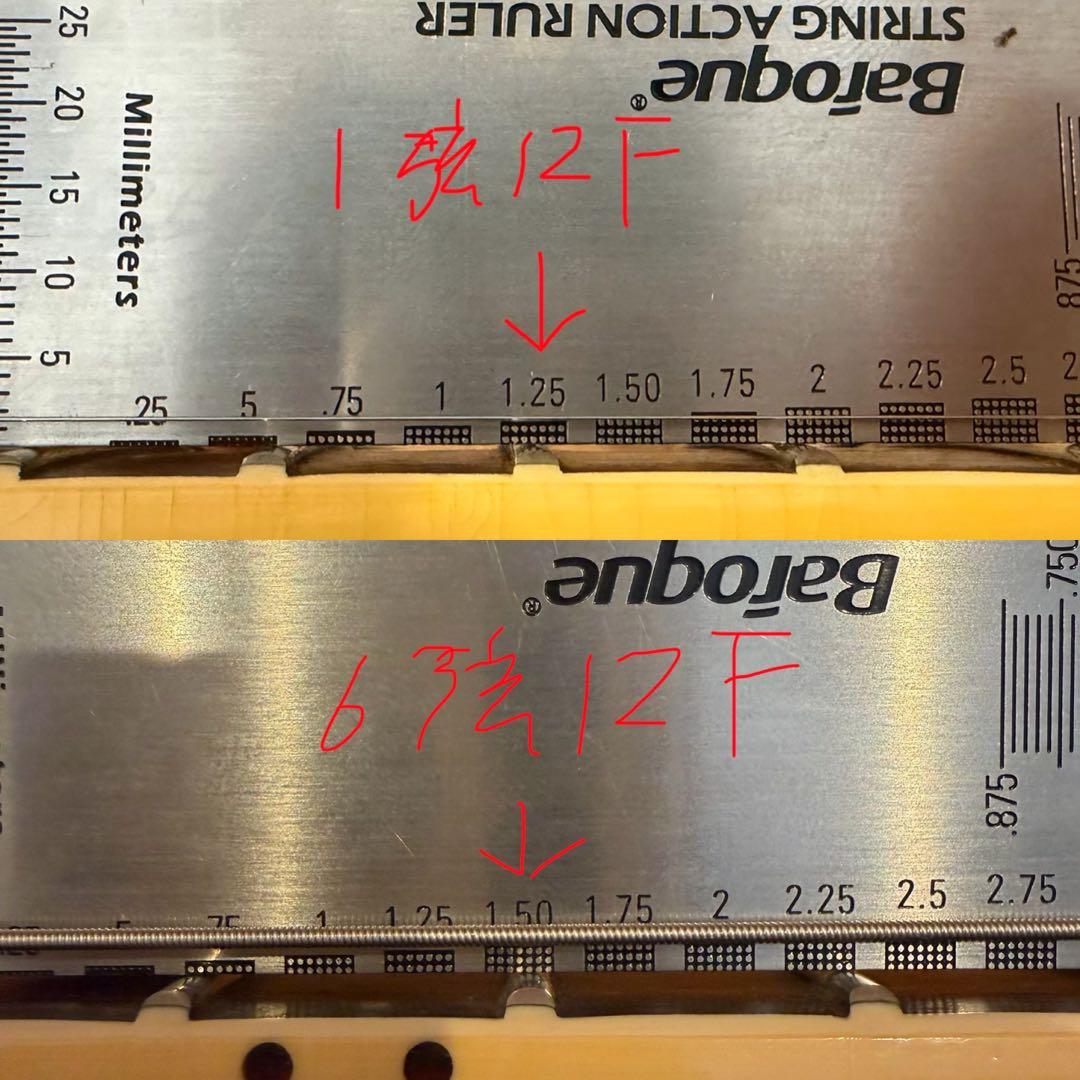 STRING ACTION RULER
Baroque®
Millimeters
25
20
15
10
5
1弦12F
.875
.25 .5 .75 1 1.25 1.50 1.75 2 2.25 2.5
Baroque®
.750
6弦12F
.875
.75 1 1.25 1.50 1.75 2 2.25 2.5 2.75